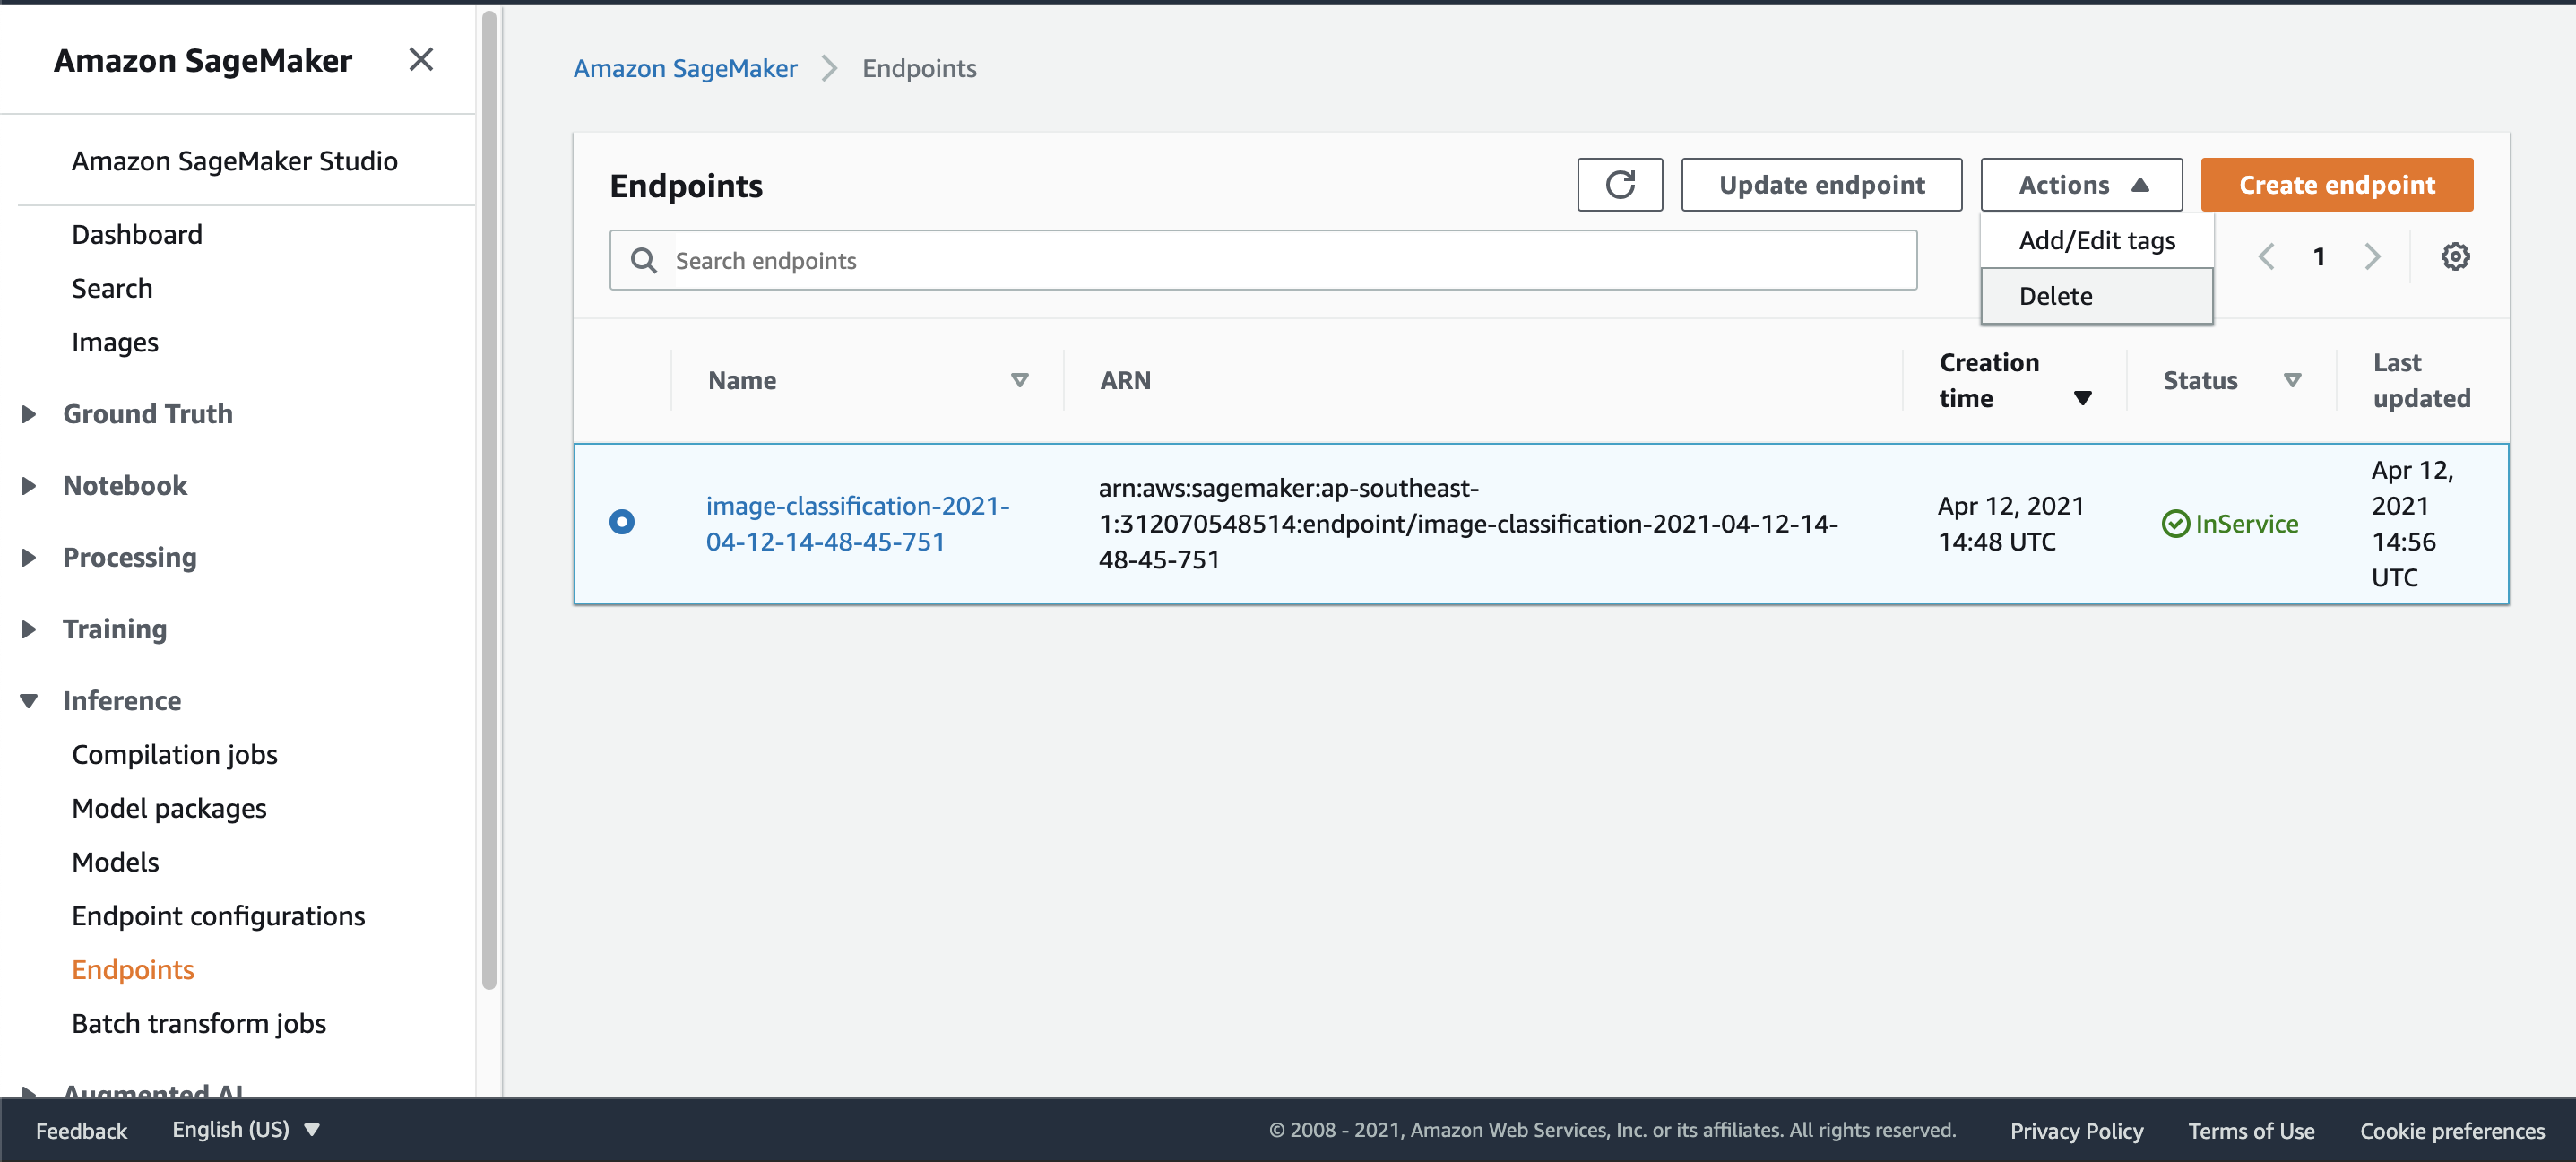 Amazon SageMaker
Amazon SageMaker Studio
Dashboard
Search
Images
Ground Truth
Notebook
Processing
Training
Inference
Compilation jobs
Model packages
Models
Endpoint configurations
Endpoints
Batch transform jobs
Augmented AI
Amazon SageMaker > Endpoints
Endpoints
Update endpoint
Actions
Create endpoint
Add/Edit tags
Delete
Search endpoints
1
Name
ARN
Creation
time
Status
Last
updated
image-classification-2021-
04-12-14-48-45-751
arn:aws:sagemaker:ap-southeast-
1:312070548514:endpoint/image-classification-2021-04-12-14-
48-45-751
Apr 12, 2021
14:48 UTC
InService
Apr 12,
2021
14:56
UTC
Feedback
English (US)
© 2008 - 2021, Amazon Web Services, Inc. or its affiliates. All rights reserved.
Privacy Policy
Terms of Use
Cookie preferences